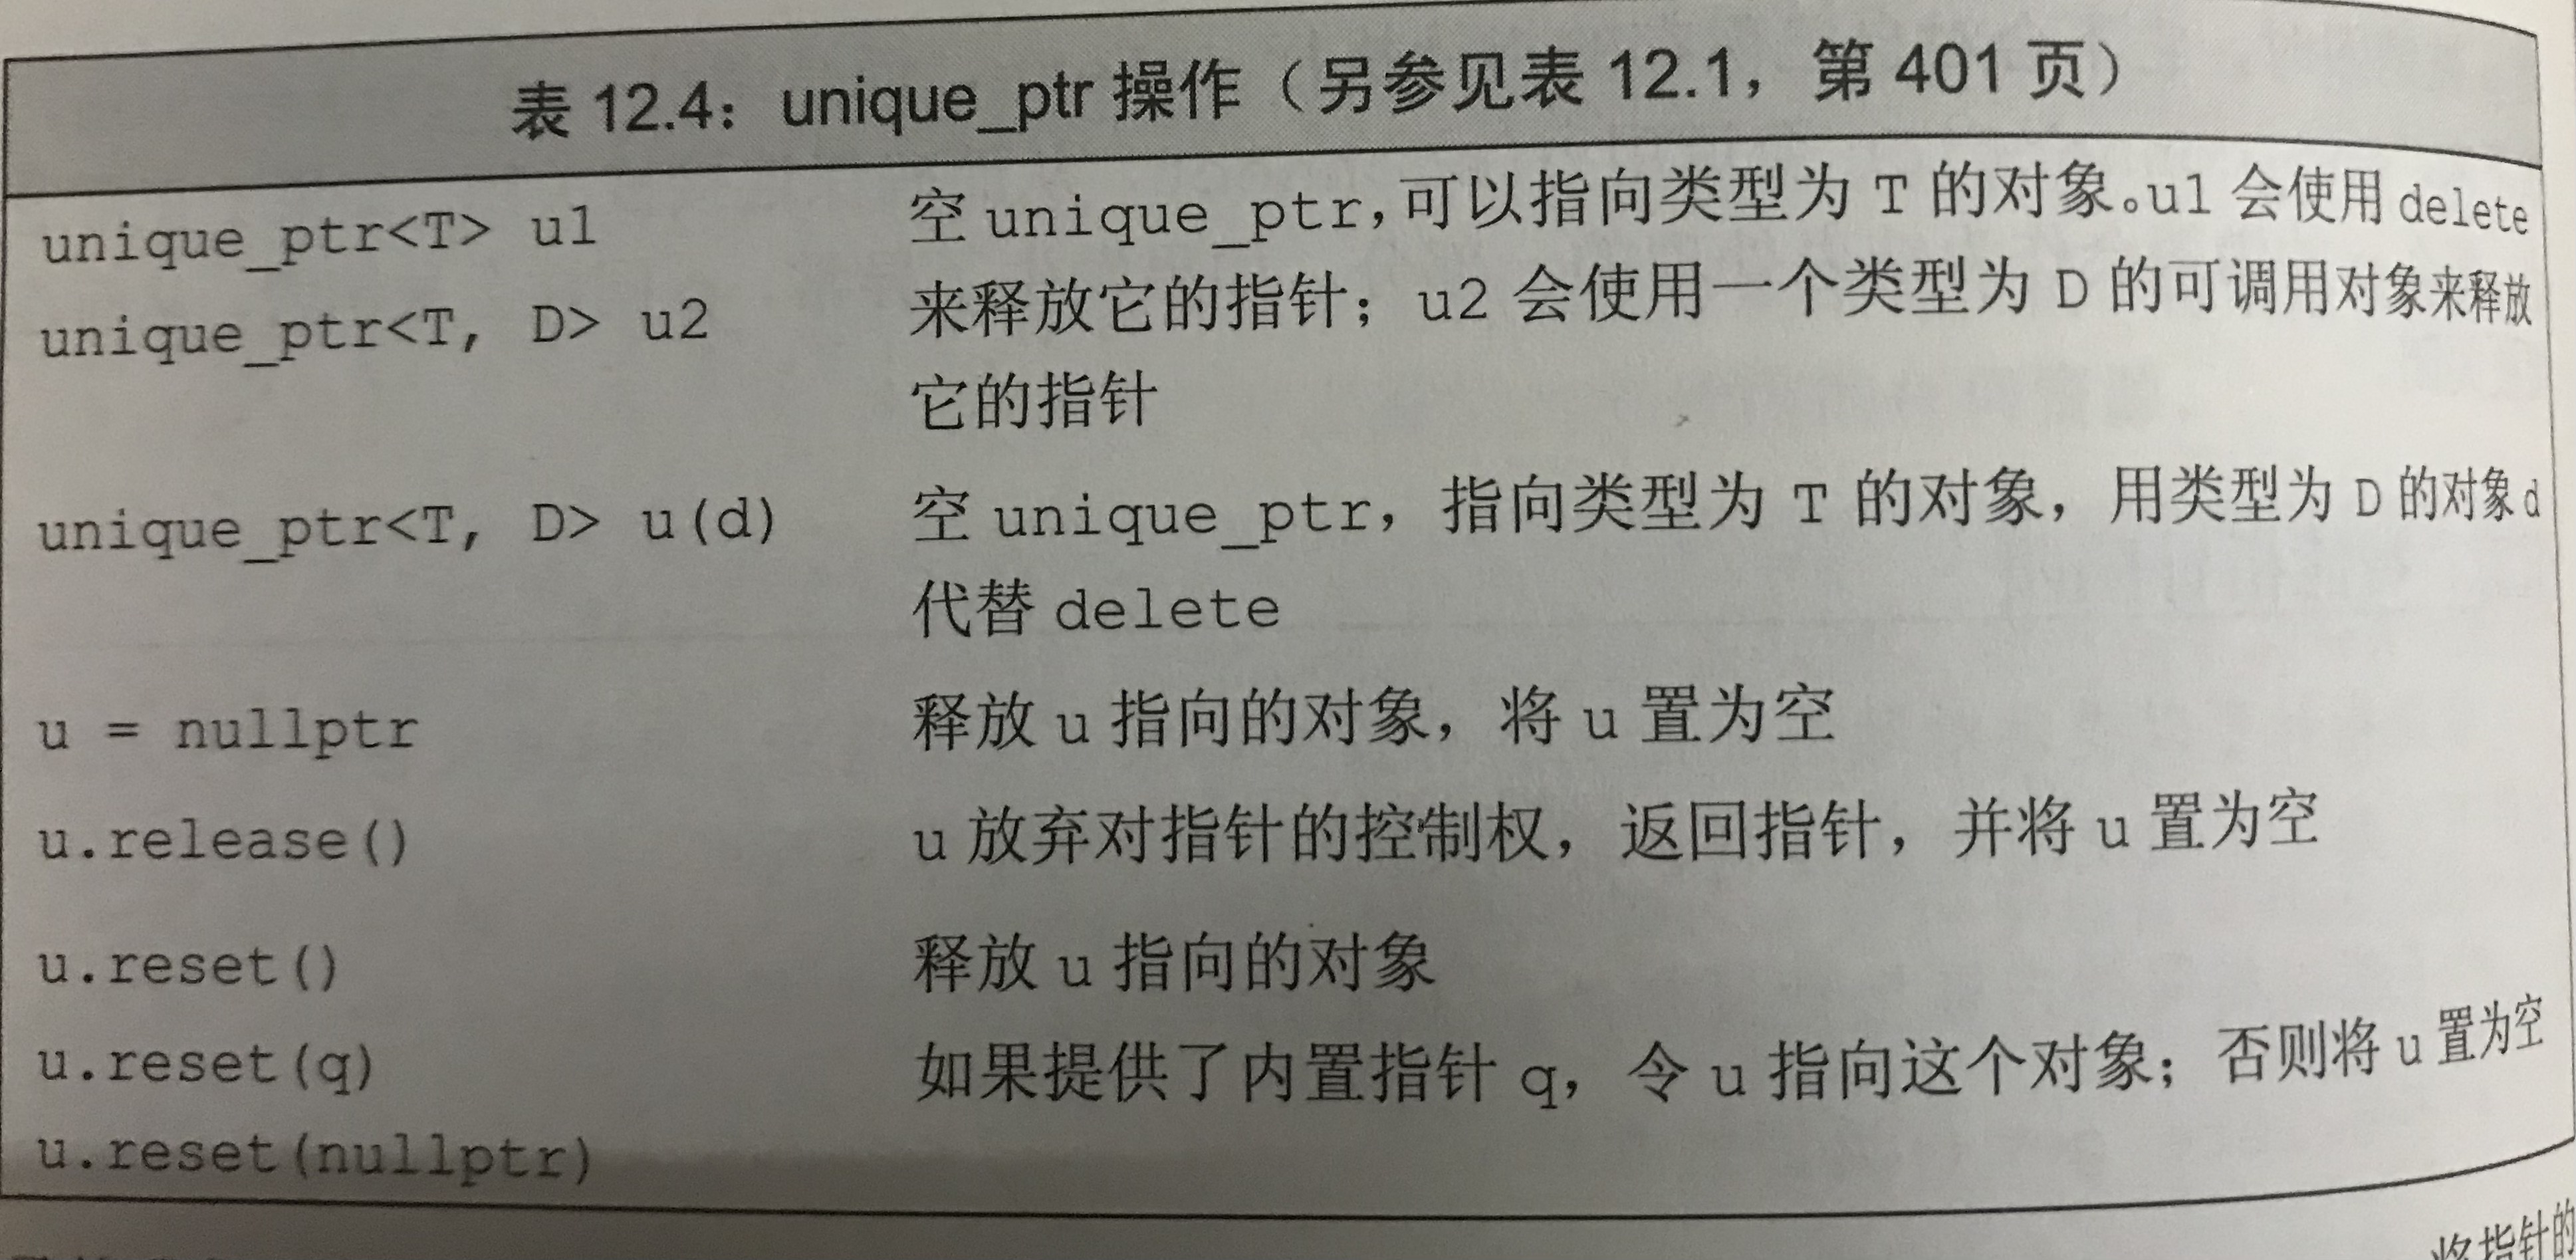 表 12.4：unique_ptr 操作（另参见表 12.1，第 401 页）
unique_ptr<T> u1 空 unique_ptr，可以指向类型为 T 的对象。u1 会使用 delete
unique_ptr<T, D> u2 来释放它的指针；u2 会使用一个类型为 D 的可调用对象来释放
它的指针
unique_ptr<T, D> u(d) 空 unique_ptr，指向类型为 T 的对象，用类型为 D 的对象 d
代替 delete
u = nullptr 释放 u 指向的对象，将 u 置为空
u.release() u 放弃对指针的控制权，返回指针，并将 u 置为空
u.reset() 释放 u 指向的对象
u.reset(q) 如果提供了内置指针 q，令 u 指向这个对象；否则将 u 置为空
u.reset(nullptr)
将指针的